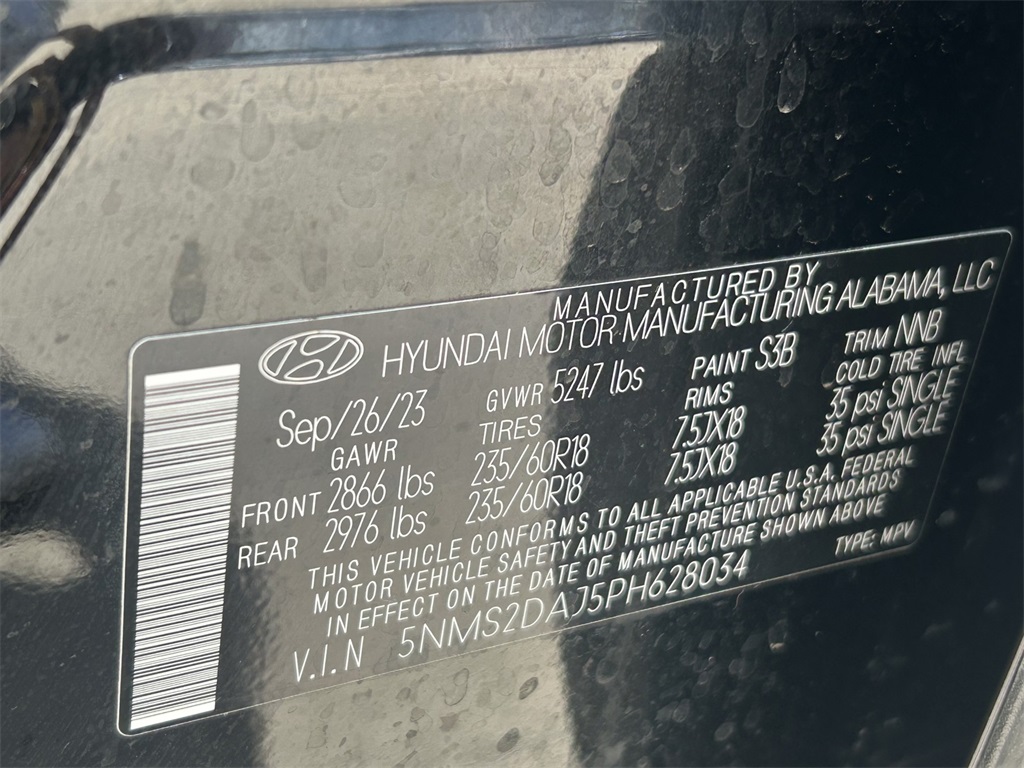 MANUFACTURED BY
HYUNDAI MOTOR MANUFACTURING ALABAMA, LLC
Sep/26/23 GVWR 5247 lbs PAINT S3B TRIM NNB
GAWR TIRES RIMS COLD TIRE INFL
FRONT 2866 lbs 235/60R18 7.5JX18 35 psi SINGLE
REAR 2976 lbs 235/60R18 7.5JX18 35 psi SINGLE
THIS VEHICLE CONFORMS TO ALL APPLICABLE U.S.A. FEDERAL
MOTOR VEHICLE SAFETY AND THEFT PREVENTION STANDARDS
IN EFFECT ON THE DATE OF MANUFACTURE SHOWN ABOVE
V.I.N 5NMS2DAJ5PH628034 TYPE: MPV